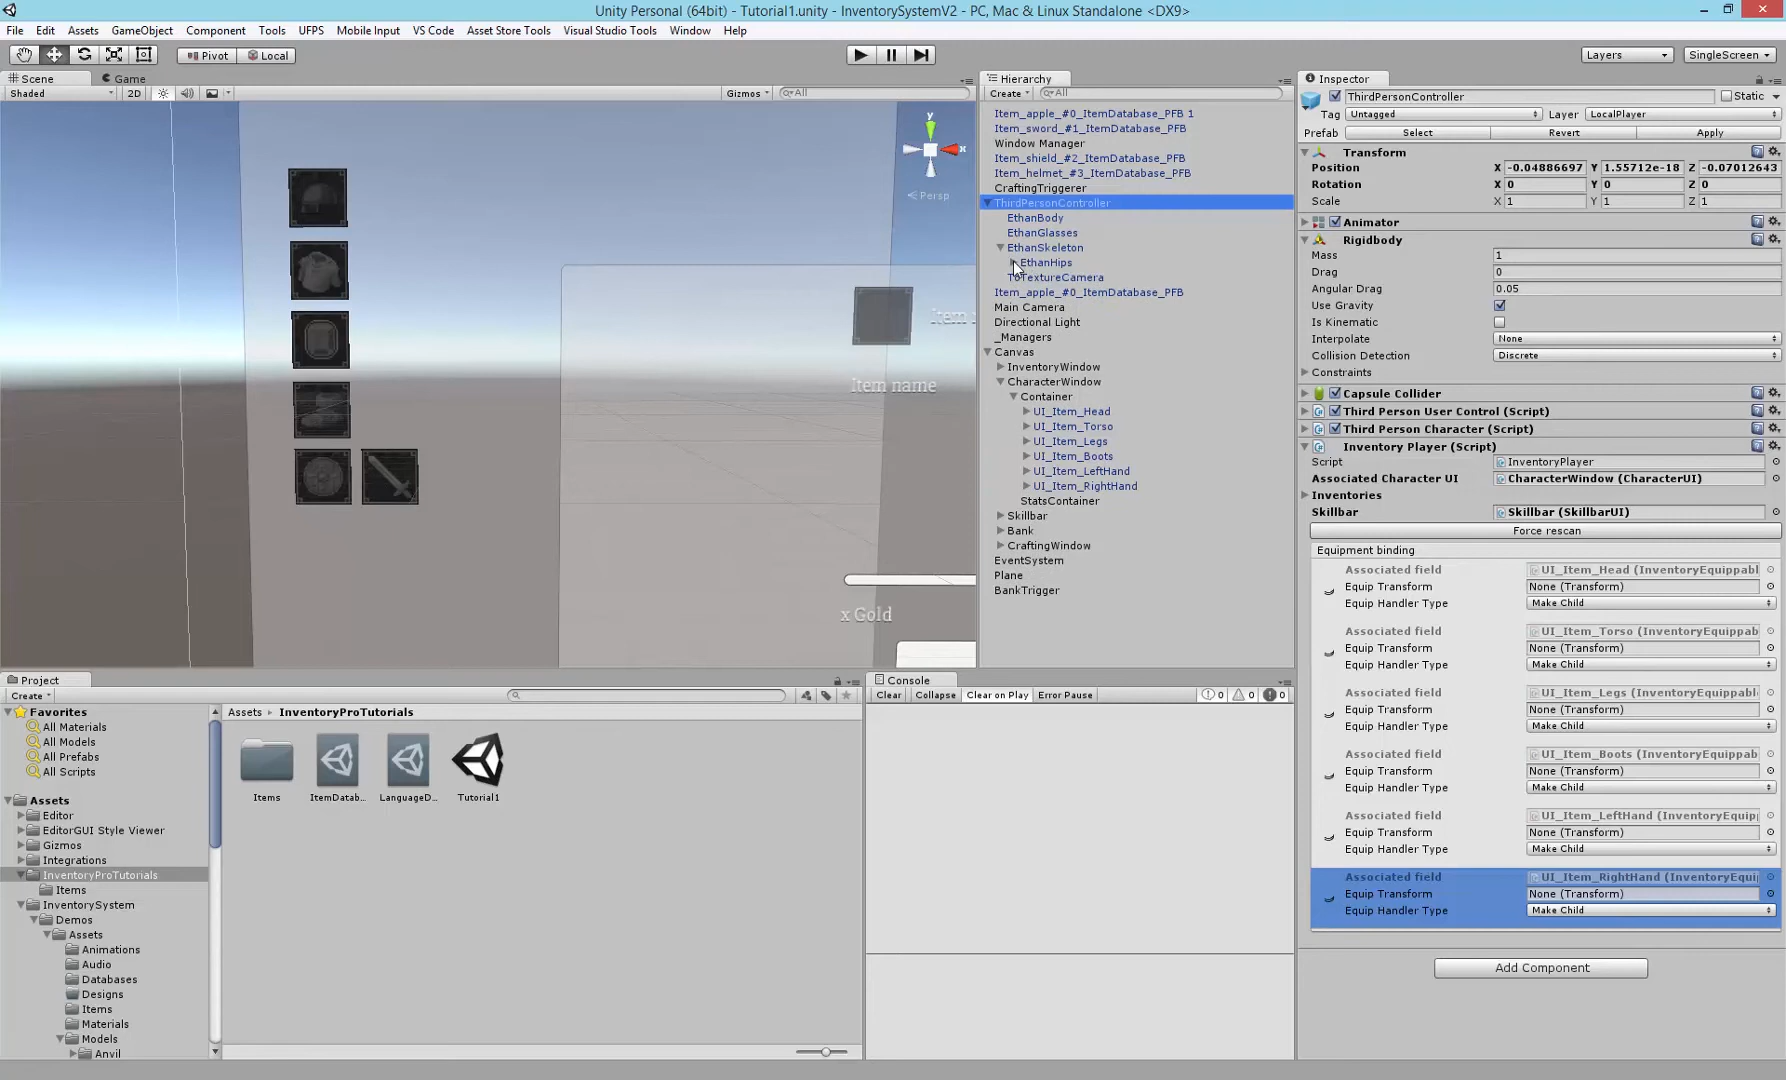 Unity Personal (64bit) - Tutorial1.unity - InventorySystemV2 - PC, Mac & Linux Standalone <DX9>
File Edit Assets GameObject Component Tools UFPS Mobile Input VS Code Asset Store Tools Visual Studio Tools Window Help
Pivot Local Layers SingleScreen
Scene Game
Shaded 2D Gizmos All
y
x
Persp
Item name
x Gold
Hierarchy
Create All
Item_apple_#0_ItemDatabase_PFB 1
Item_sword_#1_ItemDatabase_PFB
Window Manager
Item_shield_#2_ItemDatabase_PFB
Item_helmet_#3_ItemDatabase_PFB
CraftingTriggerer
ThirdPersonController
EthanBody
EthanGlasses
EthanSkeleton
EthanHips
TextureCamera
Item_apple_#0_ItemDatabase_PFB
Main Camera
Directional Light
_Managers
Canvas
InventoryWindow
CharacterWindow
Container
UI_Item_Head
UI_Item_Torso
UI_Item_Legs
UI_Item_Boots
UI_Item_LeftHand
UI_Item_RightHand
StatsContainer
Skillbar
Bank
CraftingWindow
EventSystem
Plane
BankTrigger
Inspector
ThirdPersonController Static
Tag Untagged Layer LocalPlayer
Prefab Select Revert Apply
Transform
Position X -0.04886697 Y 1.55712e-18 Z -0.07012643
Rotation X 0 Y 0 Z 0
Scale X 1 Y 1 Z 1
Animator
Rigidbody
Mass 1
Drag 0
Angular Drag 0.05
Use Gravity
Is Kinematic
Interpolate None
Collision Detection Discrete
Constraints
Capsule Collider
Third Person User Control (Script)
Third Person Character (Script)
Inventory Player (Script)
Script InventoryPlayer
Associated Character UI CharacterWindow (CharacterUI)
Inventories
Skillbar Skillbar (SkillbarUI)
Force rescan
Equipment binding
Associated field UI_Item_Head (InventoryEquippabl
Equip Transform None (Transform)
Equip Handler Type Make Child
Associated field UI_Item_Torso (InventoryEquippab
Equip Transform None (Transform)
Equip Handler Type Make Child
Associated field UI_Item_Legs (InventoryEquippabl
Equip Transform None (Transform)
Equip Handler Type Make Child
Associated field UI_Item_Boots (InventoryEquippab
Equip Transform None (Transform)
Equip Handler Type Make Child
Associated field UI_Item_LeftHand (InventoryEquip
Equip Transform None (Transform)
Equip Handler Type Make Child
Associated field UI_Item_RightHand (InventoryEqui
Equip Transform None (Transform)
Equip Handler Type Make Child
Add Component
Project
Create
Favorites
All Materials
All Models
All Prefabs
All Scripts
Assets
Editor
EditorGUI Style Viewer
Gizmos
Integrations
InventoryProTutorials
Items
InventorySystem
Demos
Assets
Animations
Audio
Databases
Designs
Items
Materials
Models
Anvil
Assets InventoryProTutorials
Items ItemDatab... LanguageD... Tutorial1
Console
Clear Collapse Clear on Play Error Pause 0 0 0